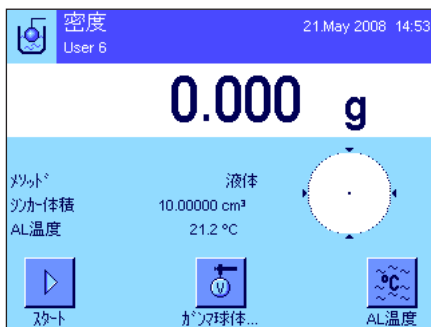 密度
21.May 2008 14:53
User 6
0.000 g
ﾒｿｯﾄﾞ 液体
ｼﾝｶｰ体積 10.00000 cm³
AL温度 21.2 °C
V
°C
ｽﾀｰﾄ ｶﾞﾝﾏ球体... AL温度